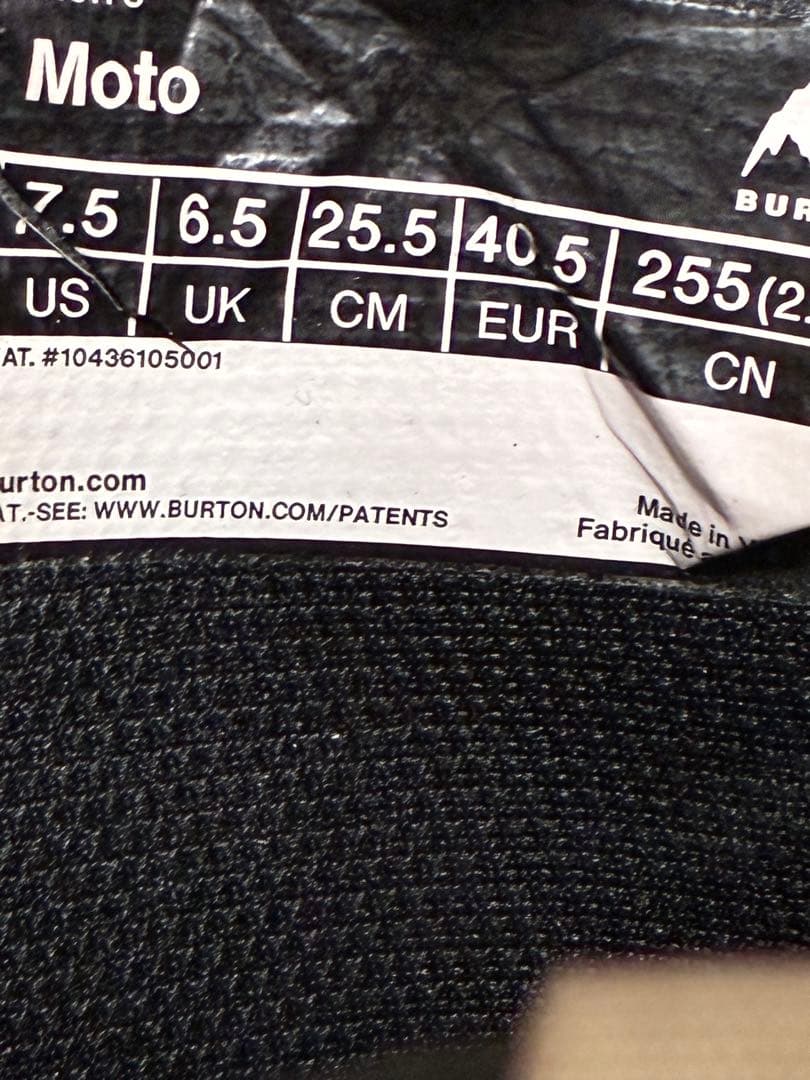 Moto
BUR
7.5 6.5 25.5 40.5 255(2
US UK CM EUR CN
AT. #10436105001
urton.com
AT.-SEE: WWW.BURTON.COM/PATENTS
Made in
Fabriqué